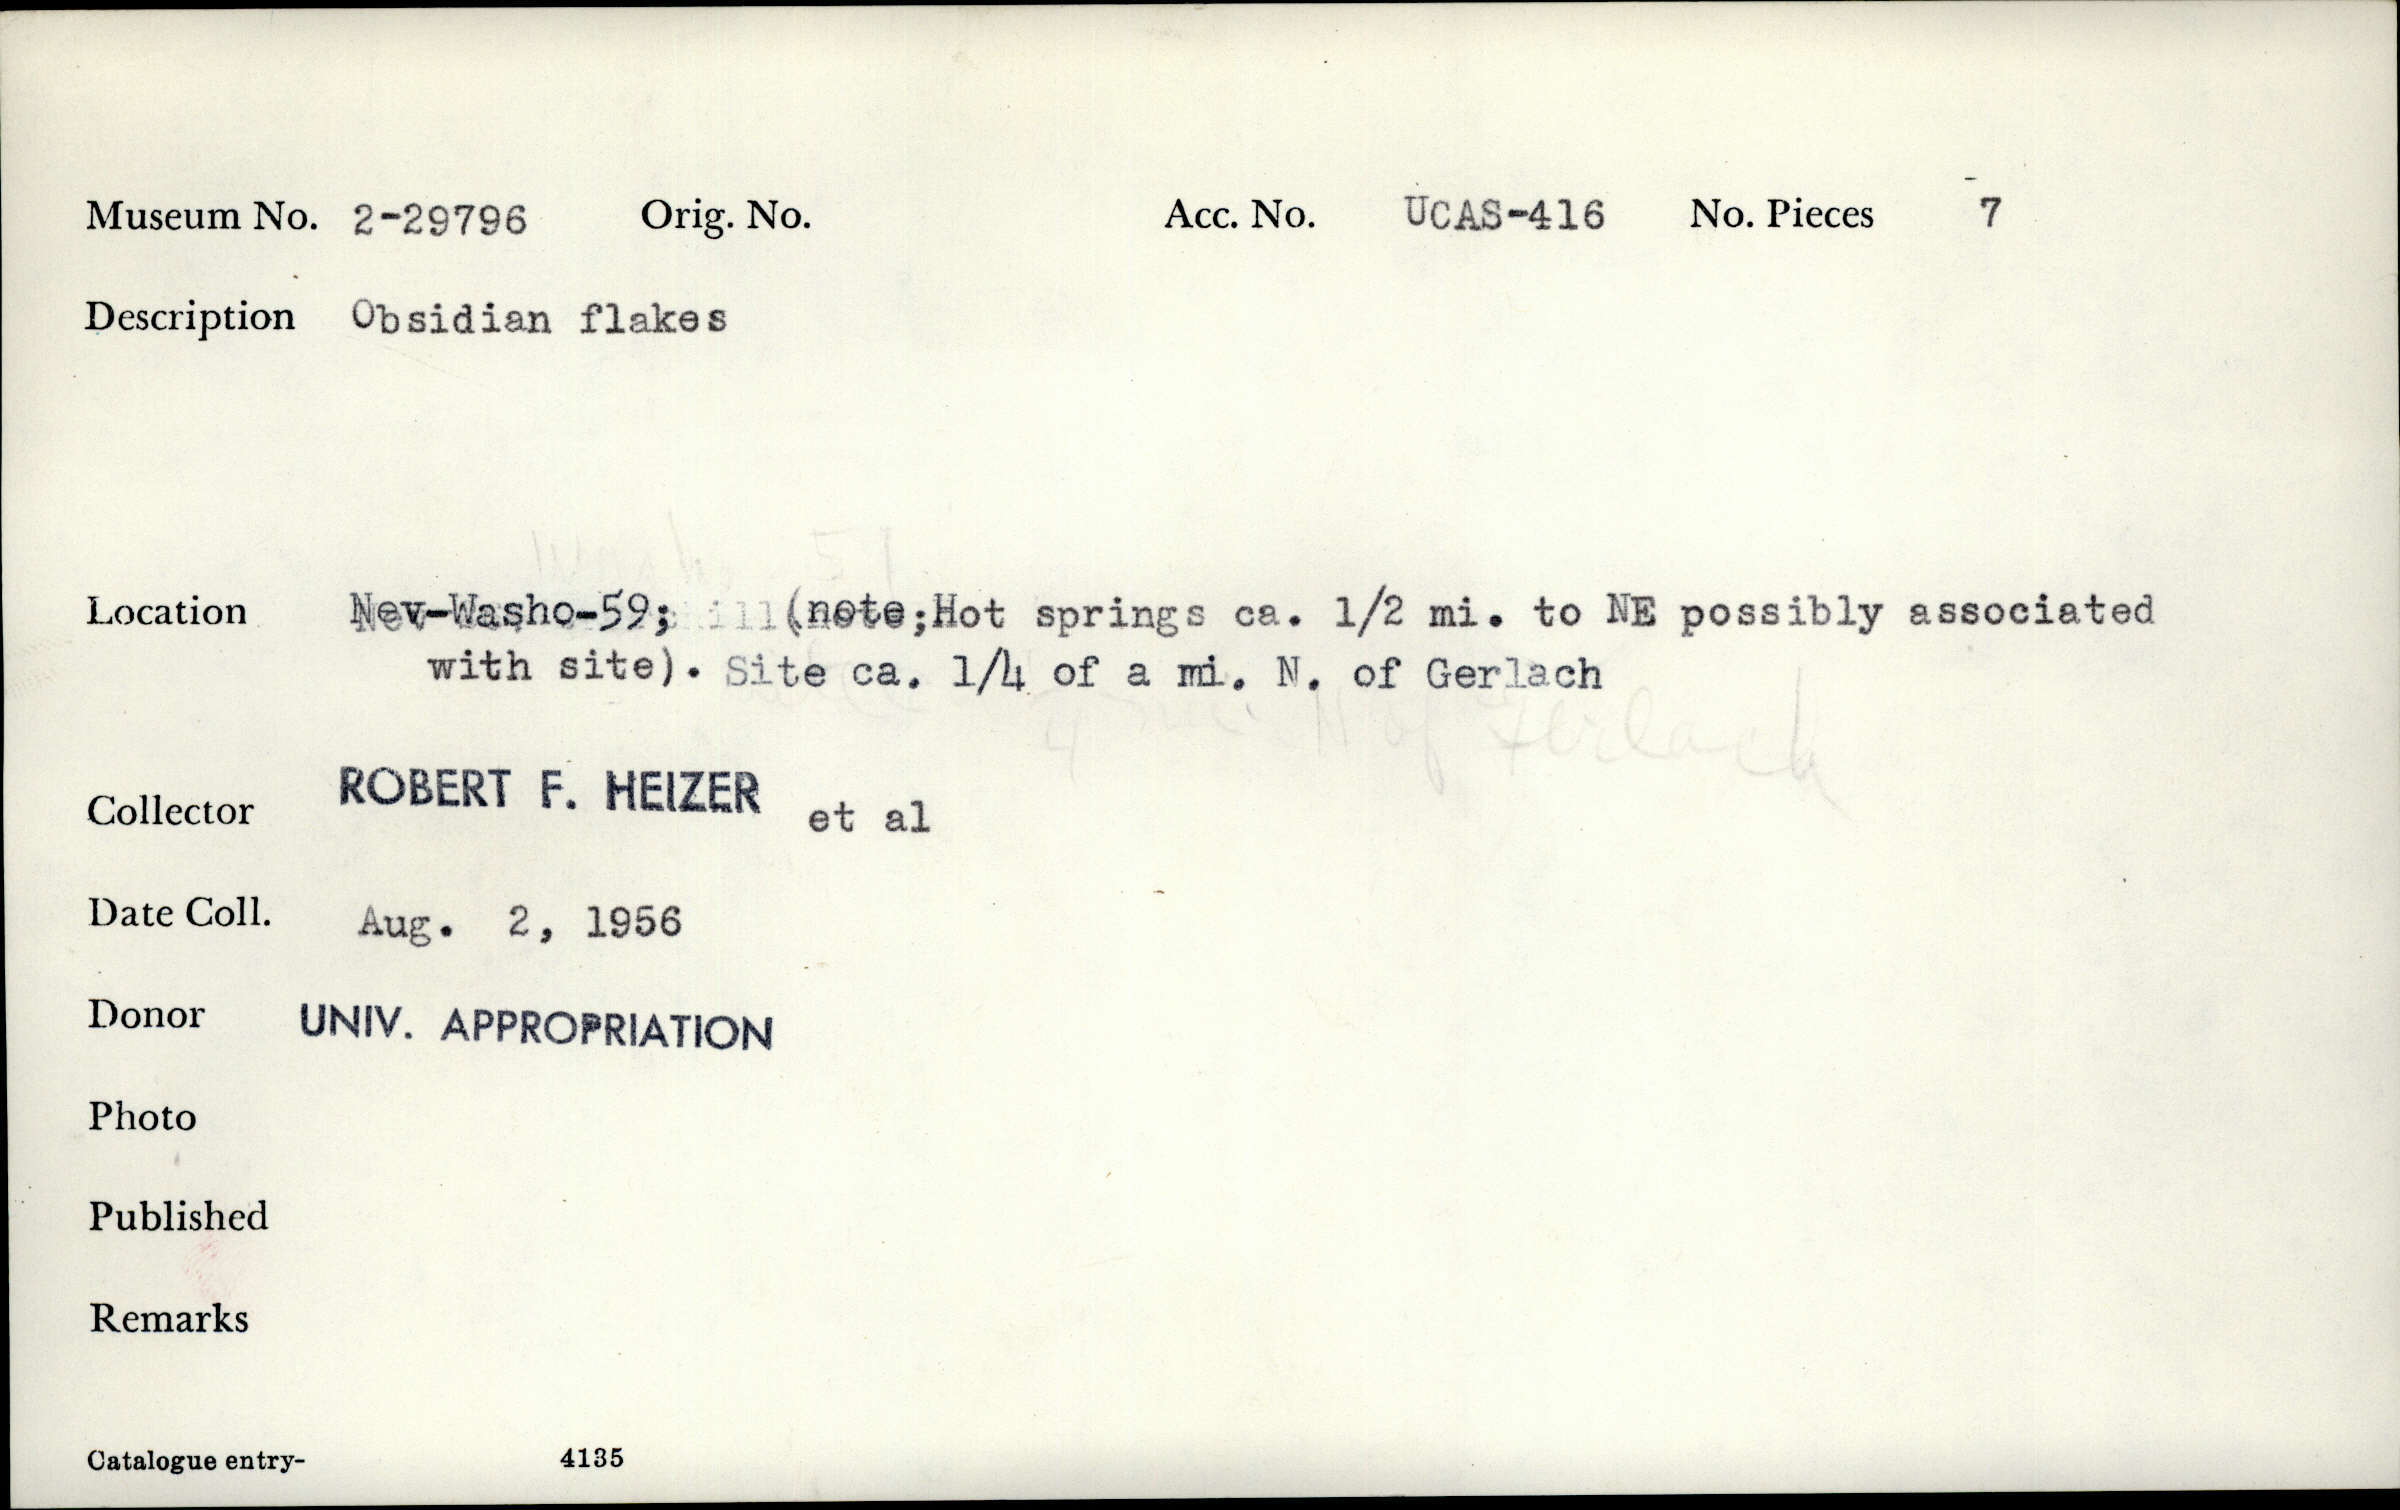 Museum No. 2-29796 Orig. No. Acc. No. UCAS-416 No. Pieces 7
Description Obsidian flakes
Location Nev-Washo-59; (note;Hot springs ca. 1/2 mi. to NE possibly associated
with site). Site ca. 1/4 of a mi. N. of Gerlach
Collector ROBERT F. HEIZER et al
Date Coll. Aug. 2, 1956
Donor UNIV. APPROPRIATION
Photo
Published
Remarks
Catalogue entry- 4135